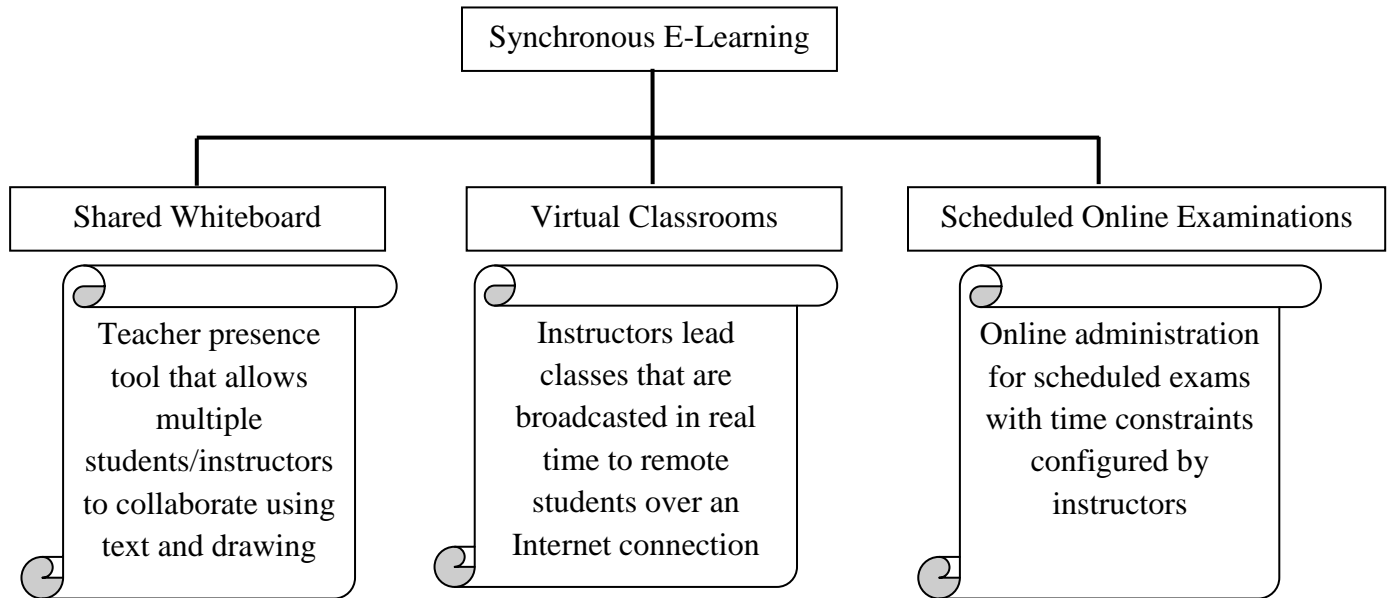 Synchronous E-Learning
Shared Whiteboard
Virtual Classrooms
Scheduled Online Examinations
Teacher presence
tool that allows
multiple
students/instructors
to collaborate using
text and drawing
Instructors lead
classes that are
broadcasted in real
time to remote
students over an
Internet connection
Online administration
for scheduled exams
with time constraints
configured by
instructors